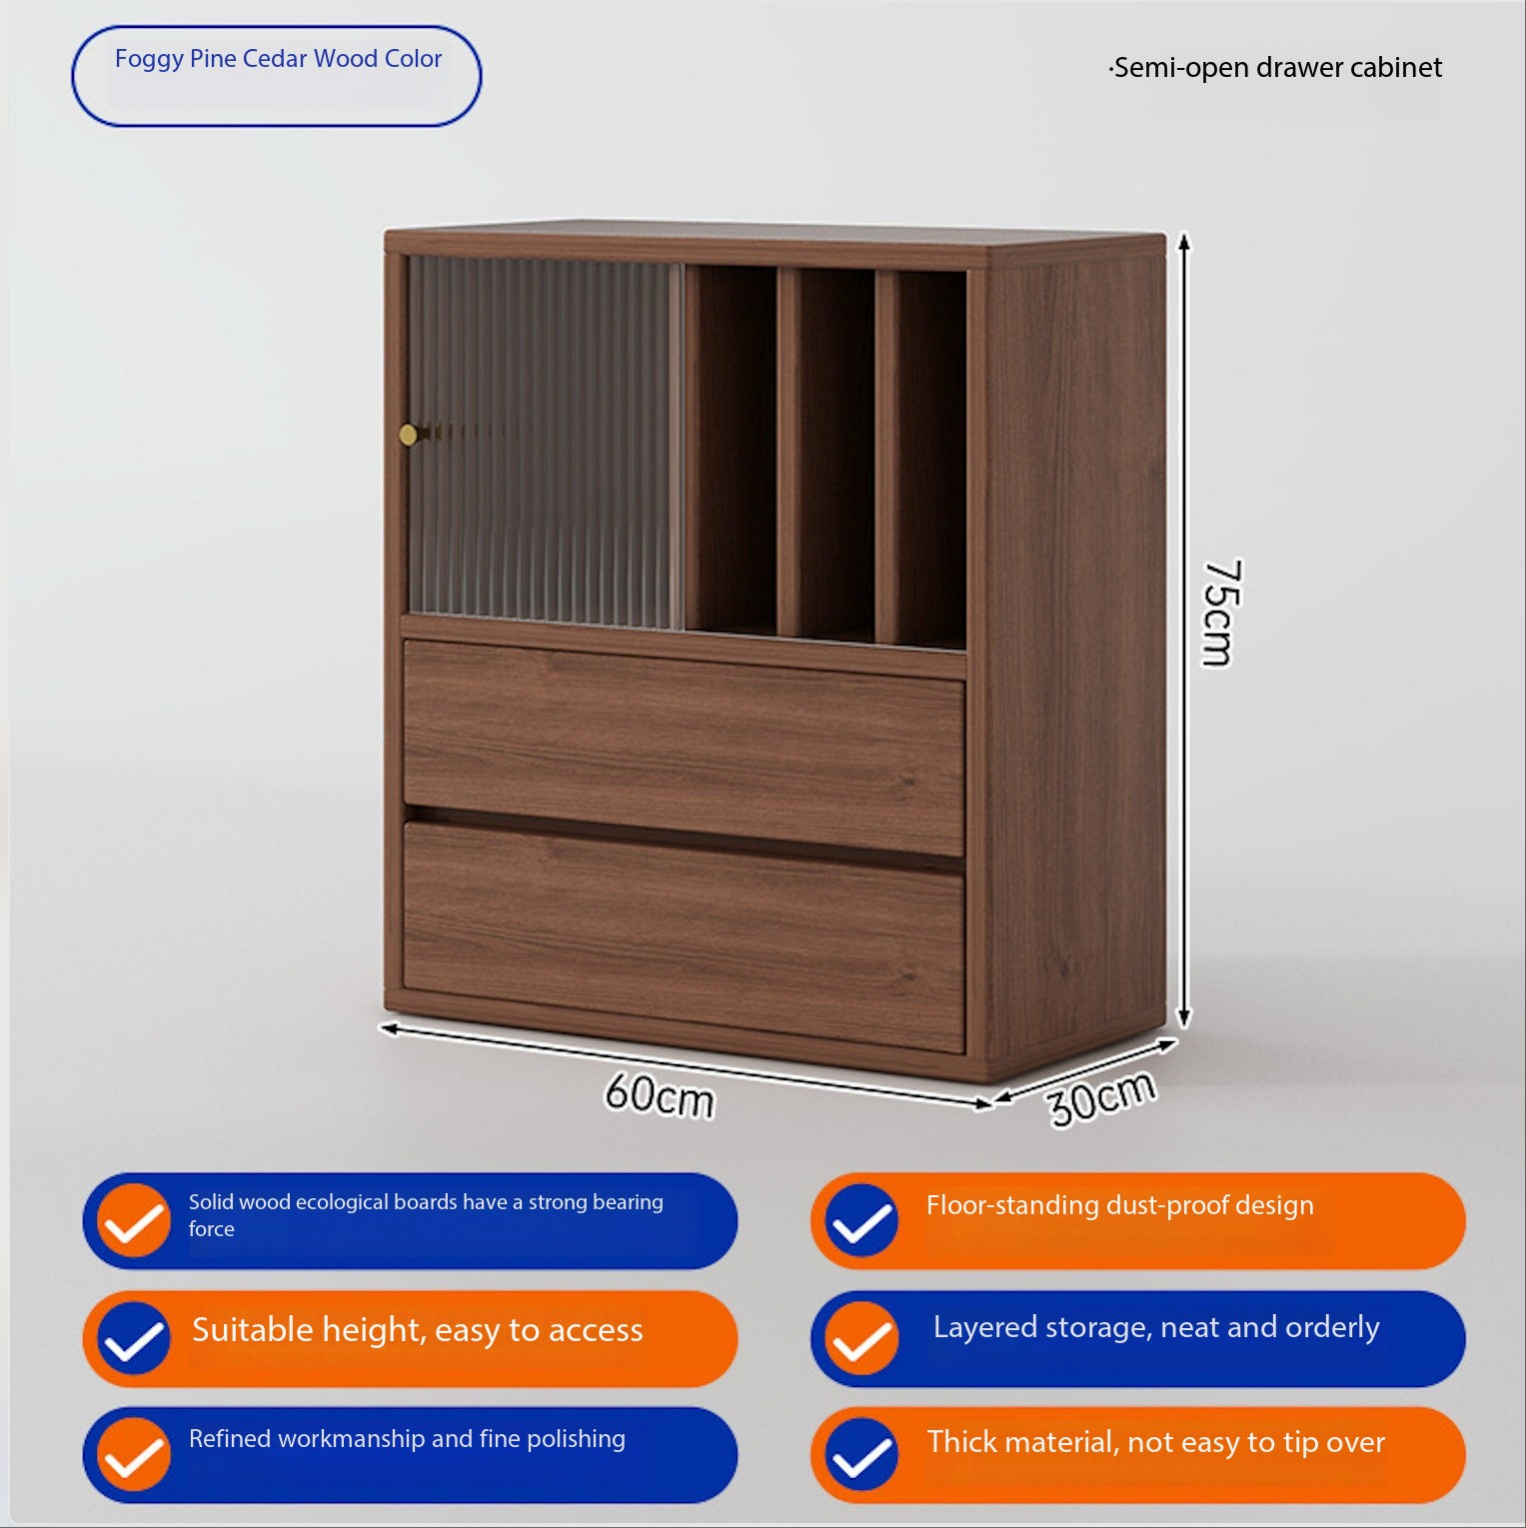 Foggy Pine Cedar Wood Color
·Semi-open drawer cabinet
75cm
60cm
30cm
Solid wood ecological boards have a strong bearing
force
Floor-standing dust-proof design
Suitable height, easy to access
Layered storage, neat and orderly
Refined workmanship and fine polishing
Thick material, not easy to tip over